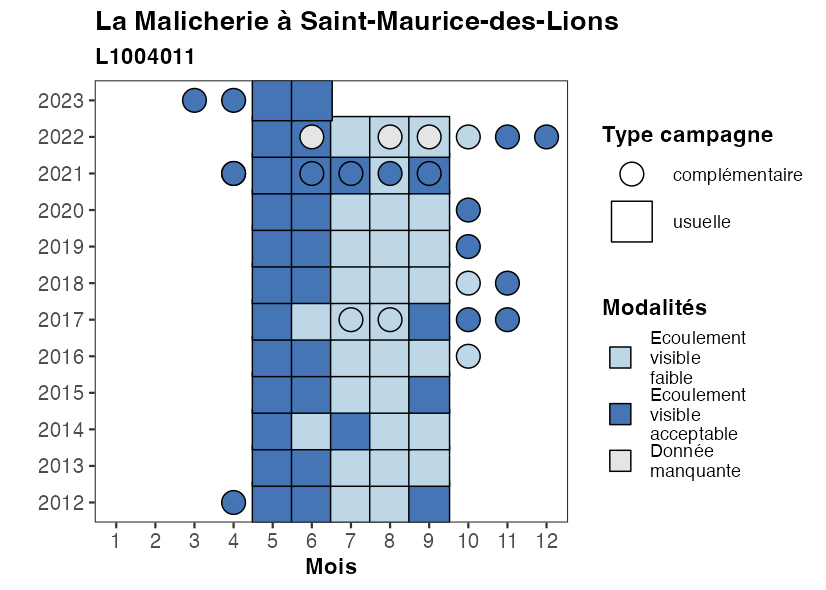 La Malicherie à Saint-Maurice-des-Lions
L1004011
2023
2022
2021
2020
2019
2018
2017
2016
2015
2014
2013
2012
1 2 3 4 5 6 7 8 9 10 11 12
Mois
Type campagne
complémentaire
usuelle
Modalités
Ecoulement
visible
faible
Ecoulement
visible
acceptable
Donnée
manquante